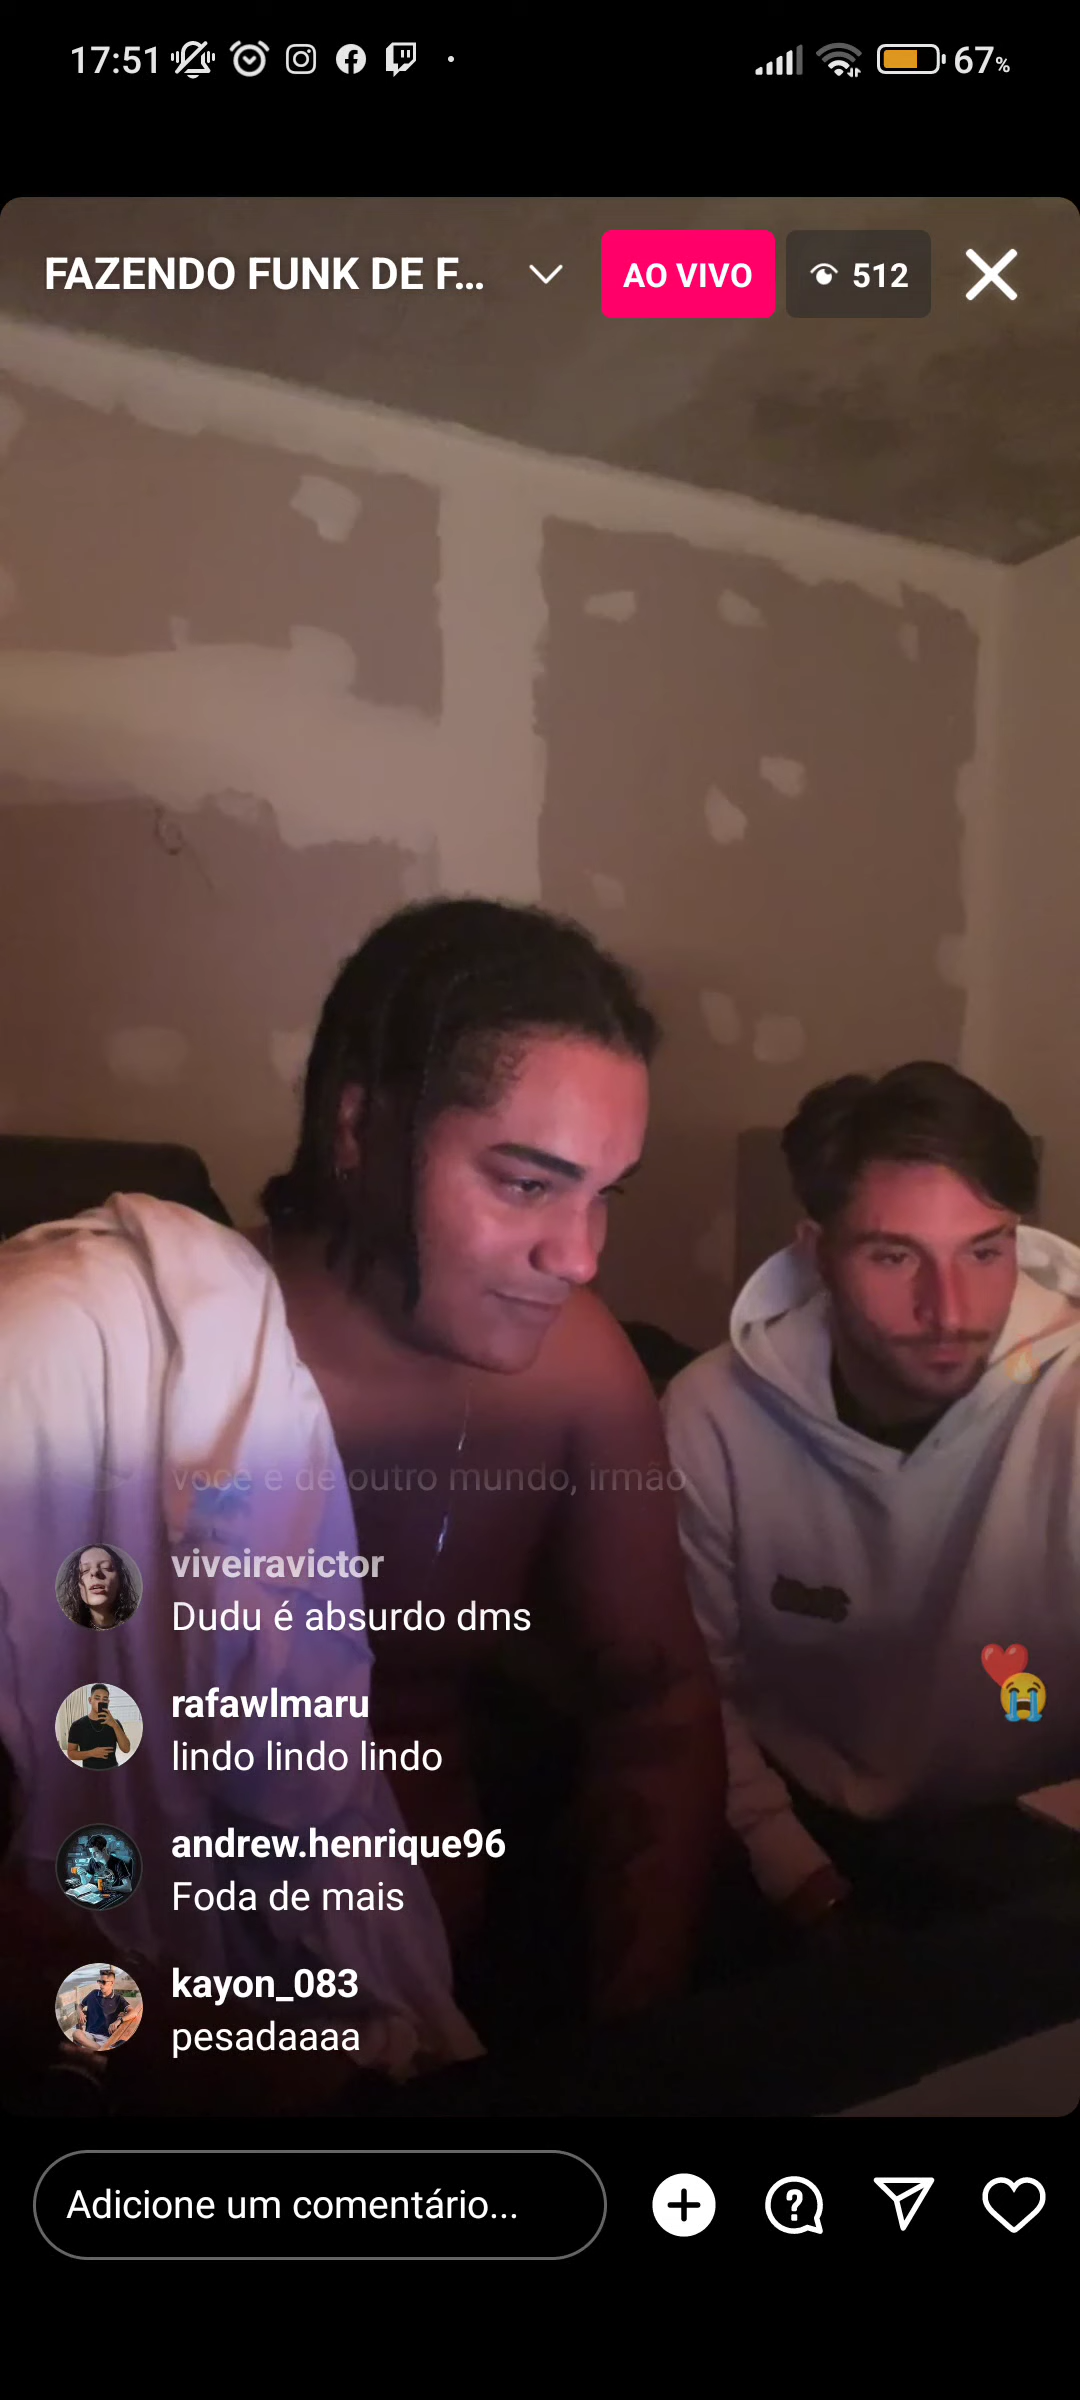 17:51
67%
FAZENDO FUNK DE F...
AO VIVO
512
você é de outro mundo, irmão
viveiravictor
Dudu é absurdo dms
rafawlmaru
lindo lindo lindo
andrew.henrique96
Foda de mais
kayon_083
pesadaaaa
Adicione um comentário...